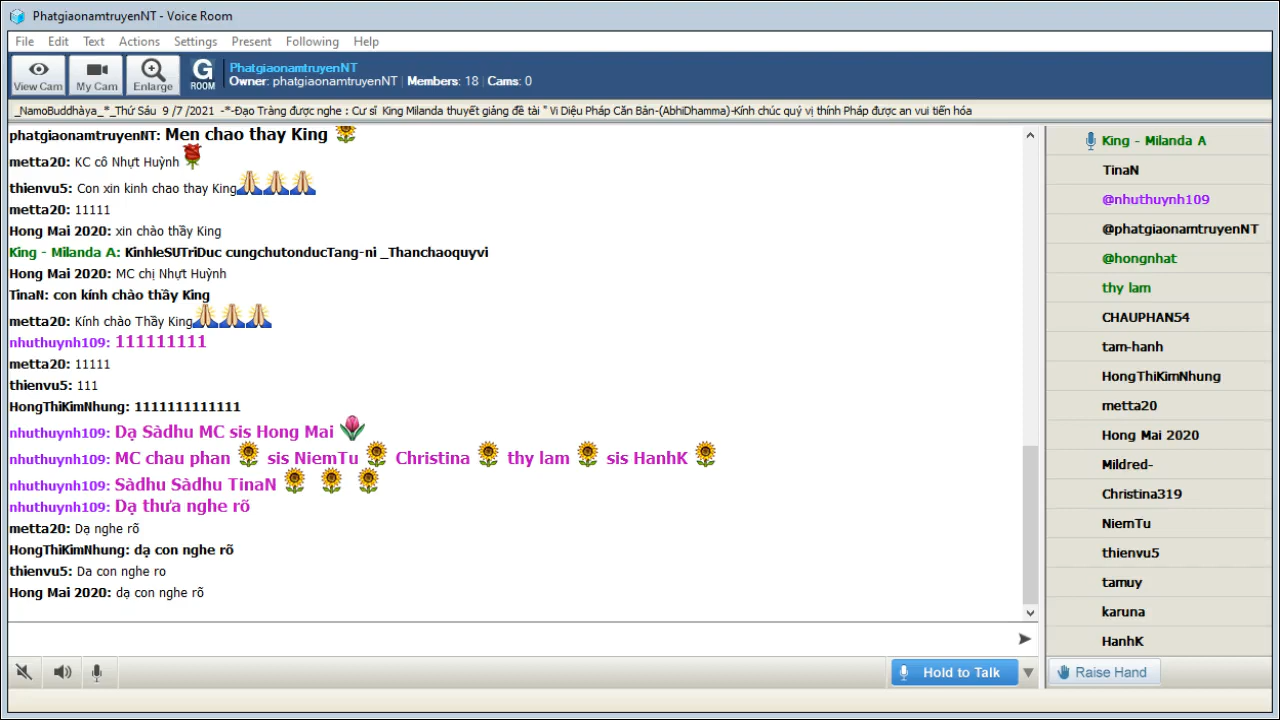 PhatgiaonamtruyenNT - Voice Room
File Edit Text Actions Settings Present Following Help
View Cam My Cam Enlarge G ROOM
PhatgiaonamtruyenNT
Owner: phatgiaonamtruyenNT Members: 18 Cams: 0
_NamoBuddhàya_*_Thứ Sáu 9 /7 /2021 -*-Đạo Tràng được nghe : Cư sĩ King Milanda thuyết giảng đề tài " Vi Diệu Pháp Căn Bản-(AbhiDhamma)-Kính chúc quý vị thính Pháp được an vui tiến hóa
phatgiaonamtruyenNT: Men chao thay King
metta20: KC cô Nhựt Huỳnh
thienvu5: Con xin kinh chao thay King
metta20: 11111
Hong Mai 2020: xin chào thầy King
King - Milanda A: KinhleSUTriDuc cungchutonducTang-ni _Thanchaoquyvi
Hong Mai 2020: MC chị Nhựt Huỳnh
TinaN: con kính chào thầy King
metta20: Kính chào Thầy King
nhuthuynh109: 111111111
metta20: 11111
thienvu5: 111
HongThiKimNhung: 1111111111111
nhuthuynh109: Dạ Sàdhu MC sis Hong Mai
nhuthuynh109: MC chau phan sis NiemTu Christina thy lam sis HanhK
nhuthuynh109: Sàdhu Sàdhu TinaN
nhuthuynh109: Dạ thưa nghe rõ
metta20: Dạ nghe rõ
HongThiKimNhung: dạ con nghe rõ
thienvu5: Da con nghe ro
Hong Mai 2020: dạ con nghe rõ
Hold to Talk
King - Milanda A
TinaN
@nhuthuynh109
@phatgiaonamtruyenNT
@hongnhat
thy lam
CHAUPHAN54
tam-hanh
HongThiKimNhung
metta20
Hong Mai 2020
Mildred-
Christina319
NiemTu
thienvu5
tamuy
karuna
HanhK
Raise Hand